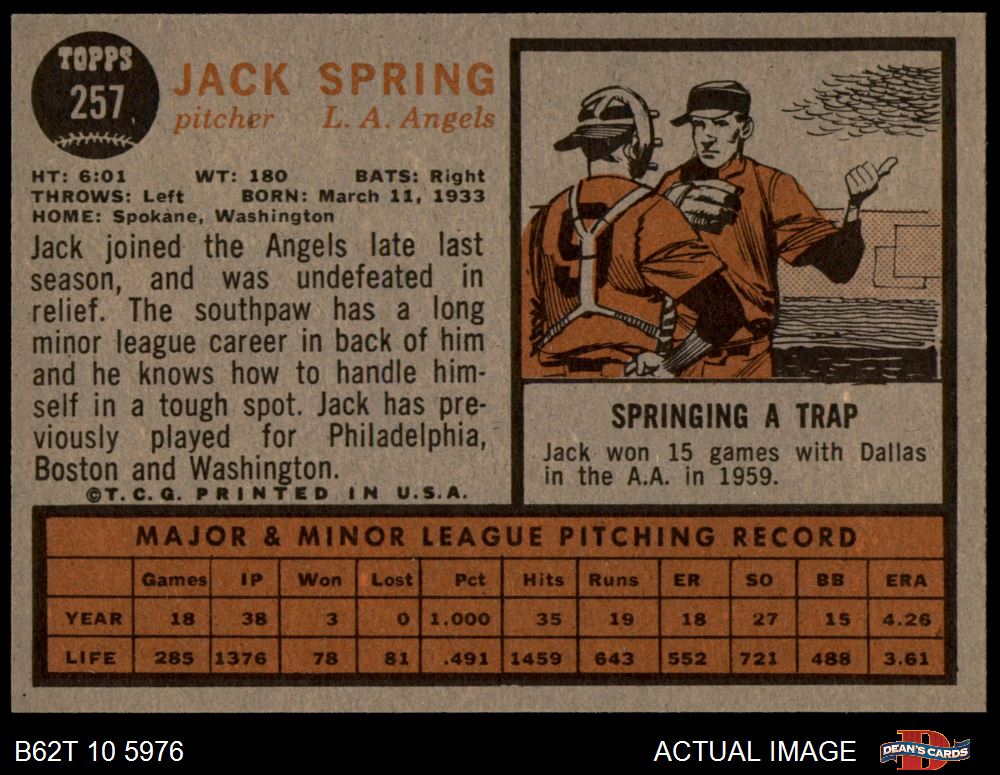 TOPPS
257
JACK SPRING
pitcher L. A. Angels
HT: 6:01 WT: 180 BATS: Right
THROWS: Left BORN: March 11, 1933
HOME: Spokane, Washington
Jack joined the Angels late last
season, and was undefeated in
relief. The southpaw has a long
minor league career in back of him
and he knows how to handle him-
self in a tough spot. Jack has pre-
viously played for Philadelphia,
Boston and Washington.
©T.C.G. PRINTED IN U.S.A.
9
SPRINGING A TRAP
Jack won 15 games with Dallas
in the A.A. in 1959.
MAJOR & MINOR LEAGUE PITCHING RECORD
Games IP Won Lost Pct Hits Runs ER SO BB ERA
YEAR 18 38 3 0 1.000 35 19 18 27 15 4.26
LIFE 285 1376 78 81 .491 1459 643 552 721 488 3.61
B62T 10 5976 ACTUAL IMAGE
D
DEAN'S CARDS